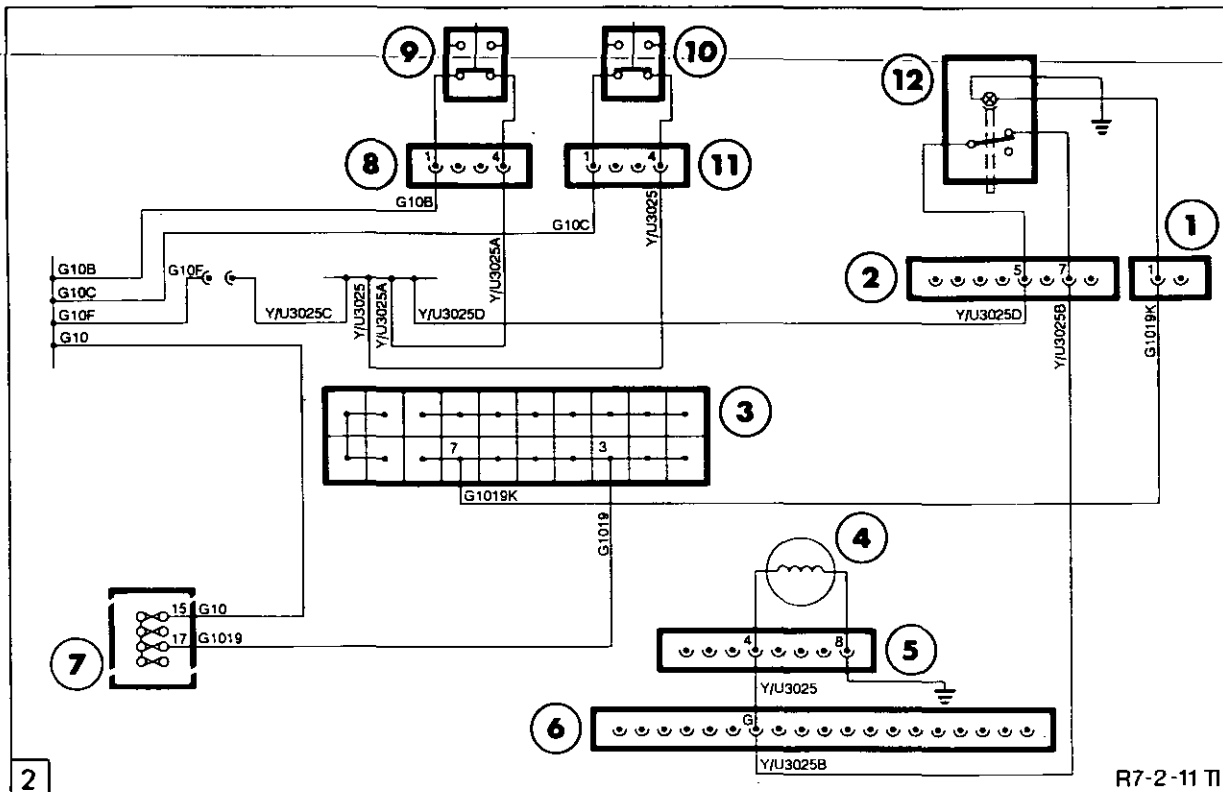 9
10
12
1 4
8
1 4
11
G10B
G10C
Y/U3025
Y/U3025A
1
G10B
G10F
2
5 7
1
G10C
G10F
Y/U3025C
Y/U3025
Y/U3025A
Y/U3025D
Y/U3025D
Y/U3025B
G1019K
G10
3
7 3
G1019K
G1019
4
15 G10
17 G1019
7
4 8
5
Y/U3025
6
G
Y/U3025B
2
R7-2-11 TI